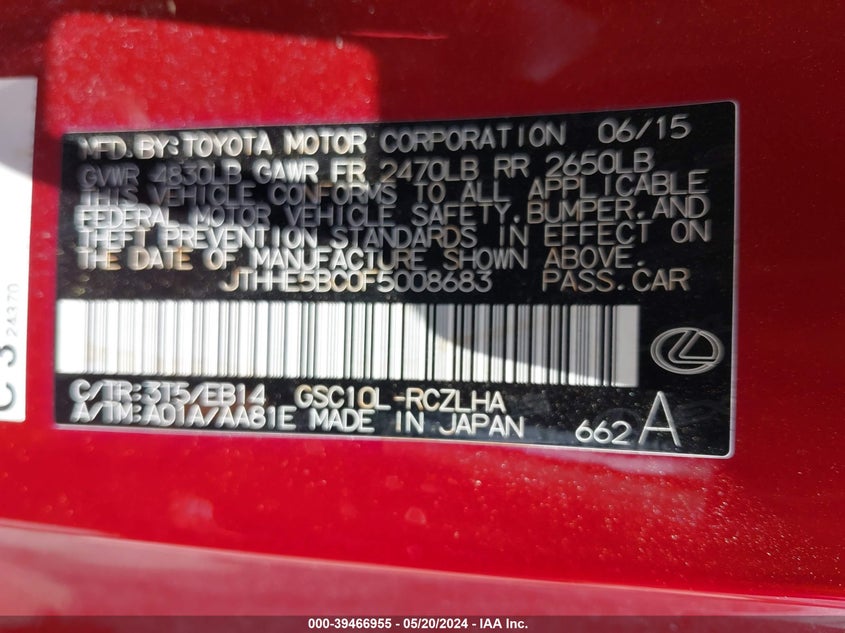 MFD.BY:TOYOTA MOTOR CORPORATION 06/15
GVWR 4830LB GAWR FR 2470LB RR 2650LB
THIS VEHICLE CONFORMS TO ALL APPLICABLE
FEDERAL MOTOR VEHICLE SAFETY,BUMPER,AND
THEFT PREVENTION STANDARDS IN EFFECT ON
THE DATE OF MANUFACTURE SHOWN ABOVE.
JTHHE5BC0F5008683 PASS.CAR
C/TR:3T5/EB14 GSC10L-RCZLHA
A/TM:A01A/AA81E MADE IN JAPAN
662 A
C 3
24370
000-39466955 - 05/20/2024 - IAA Inc.